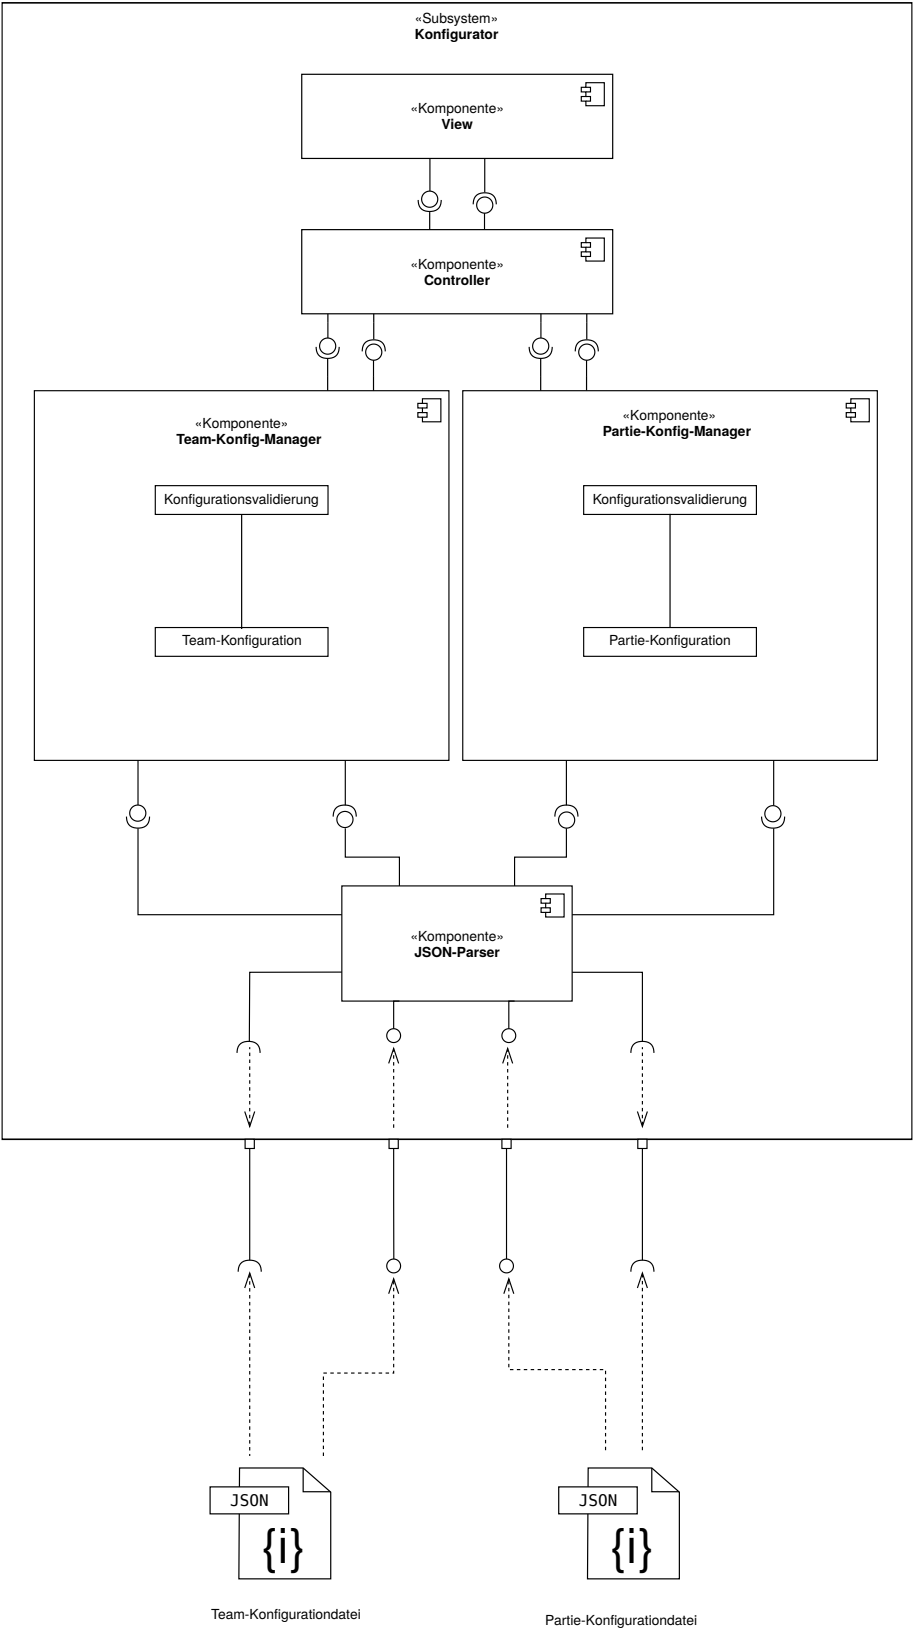 «Subsystem»
Konfigurator
«Komponente»
View
«Komponente»
Controller
«Komponente»
Team-Konfig-Manager
Konfigurationsvalidierung
Team-Konfiguration
«Komponente»
Partie-Konfig-Manager
Konfigurationsvalidierung
Partie-Konfiguration
«Komponente»
JSON-Parser
JSON
{i}
Team-Konfigurationdatei
JSON
{i}
Partie-Konfigurationdatei